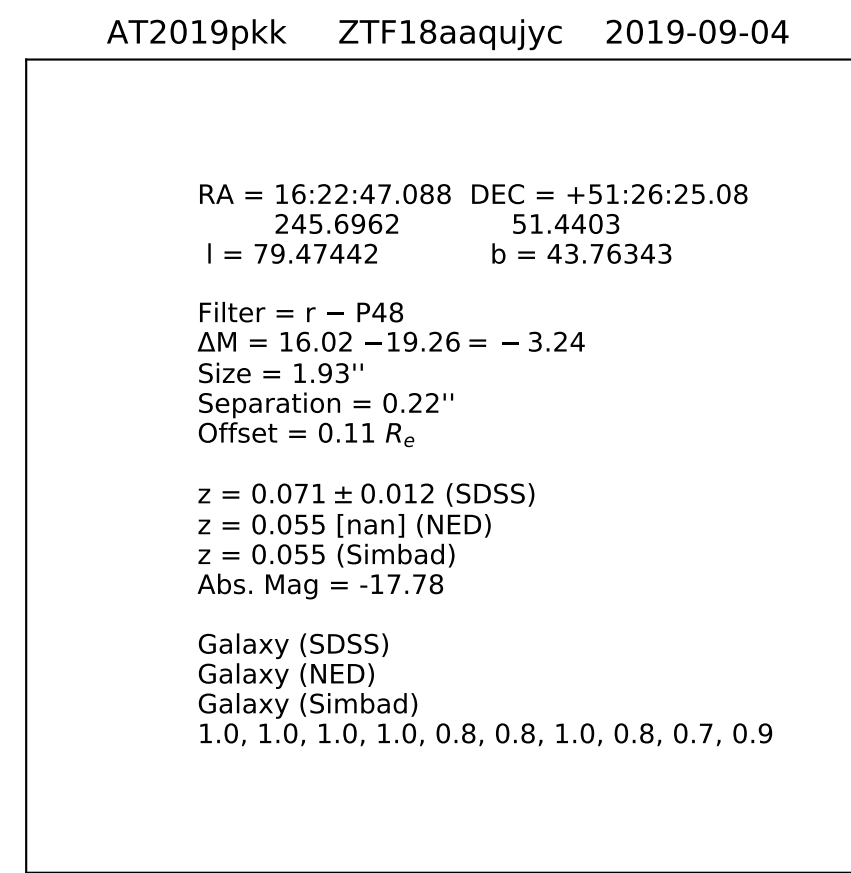 AT2019pkk ZTF18aaqujyc 2019-09-04
RA = 16:22:47.088 DEC = +51:26:25.08
245.6962 51.4403
l = 79.47442 b = 43.76343
Filter = r − P48
ΔM = 16.02 −19.26 = − 3.24
Size = 1.93''
Separation = 0.22''
Offset = 0.11 Re
z = 0.071 ± 0.012 (SDSS)
z = 0.055 [nan] (NED)
z = 0.055 (Simbad)
Abs. Mag = -17.78
Galaxy (SDSS)
Galaxy (NED)
Galaxy (Simbad)
1.0, 1.0, 1.0, 1.0, 0.8, 0.8, 1.0, 0.8, 0.7, 0.9